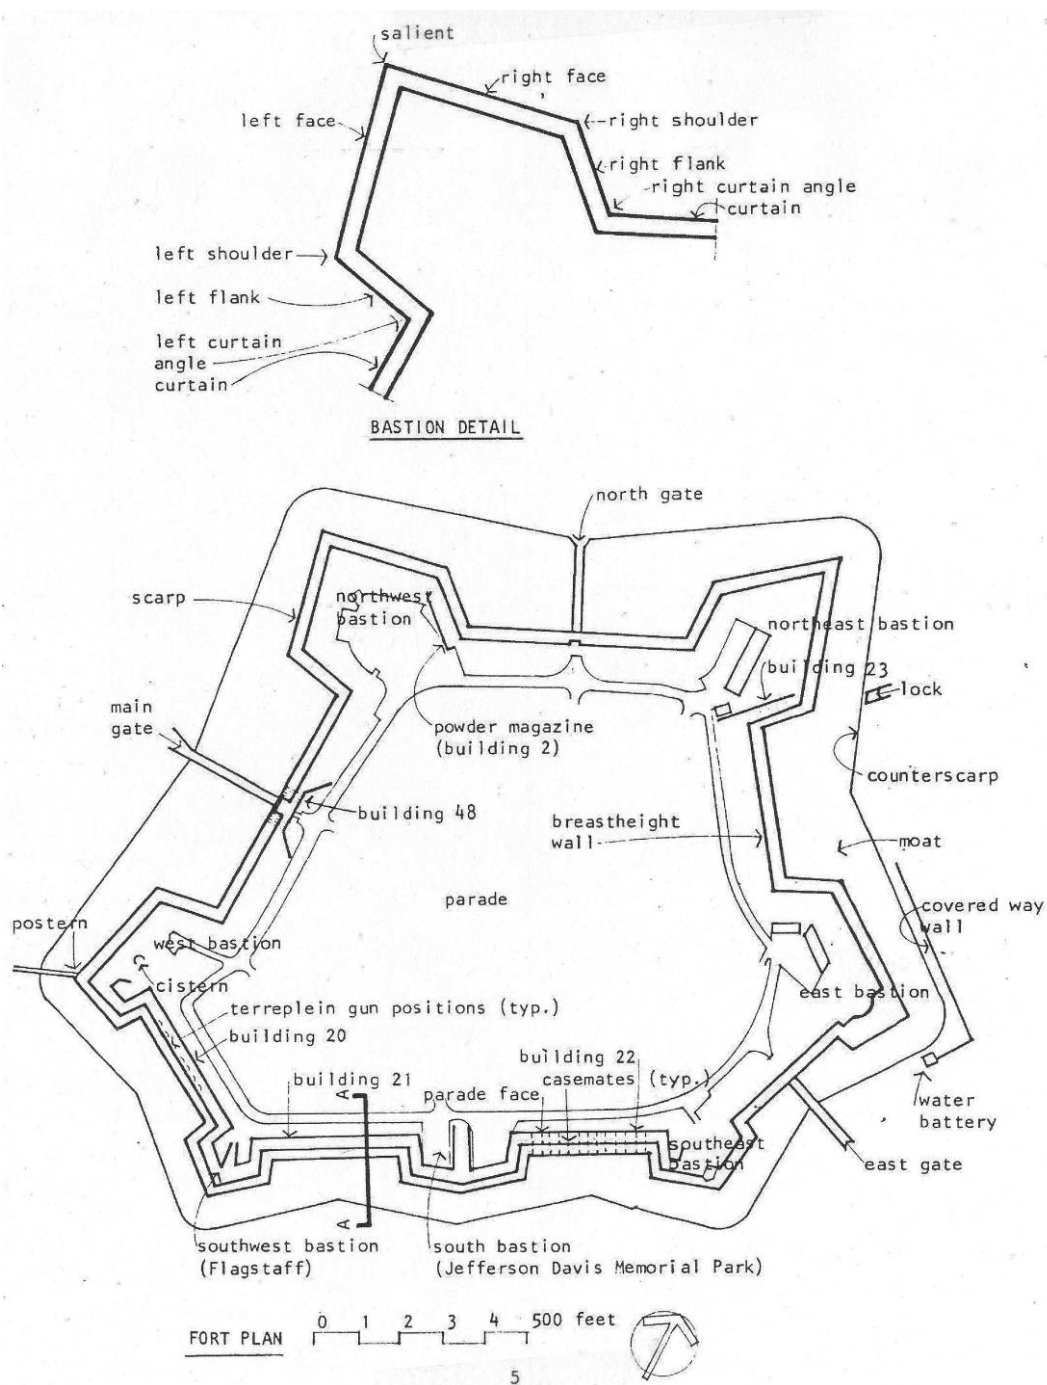 salient
right face
left face
right shoulder
right flank
right curtain angle
curtain
left shoulder
left flank
left curtain
angle
curtain
BASTION DETAIL
north gate
scarp
northwest
bastion
northeast bastion
building 23
lock
main
gate
powder magazine
(building 2)
counterscarp
building 48
breastheight
wall
moat
parade
covered way
wall
postern
west bastion
cistern
east bastion
terreplein gun positions (typ.)
building 20
building 22
casemates (typ.)
building 21
parade face
A
water
battery
southeast
bastion
east gate
A
southwest bastion
(Flagstaff)
south bastion
(Jefferson Davis Memorial Park)
FORT PLAN
0 1 2 3 4 500 feet
5